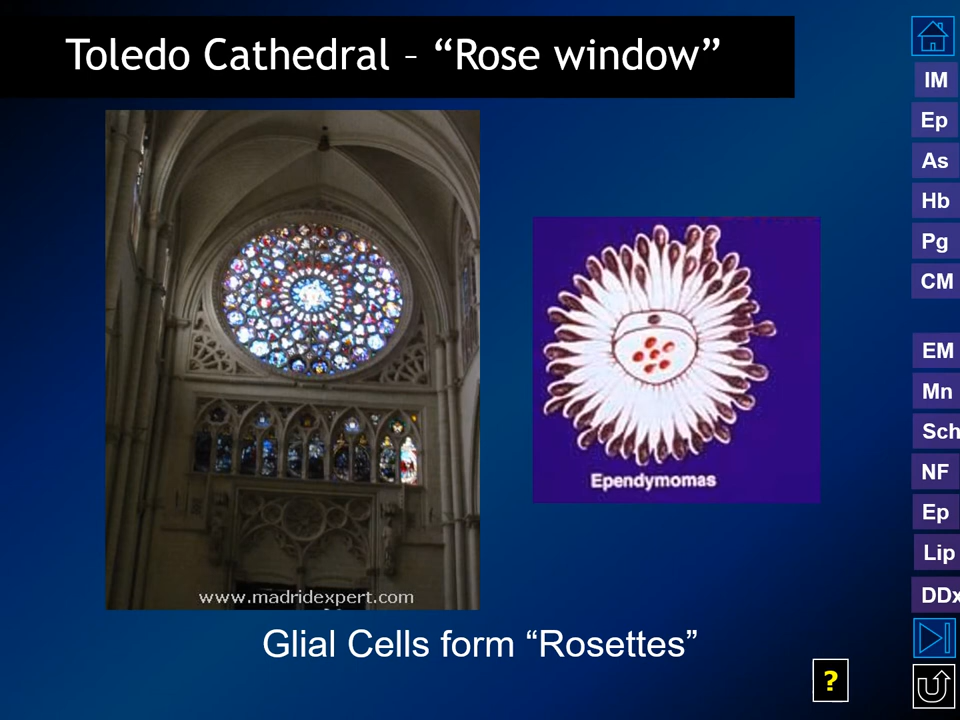 Toledo Cathedral – “Rose window”
IM
Ep
As
Hb
Pg
CM
EM
Mn
Sch
NF
Ep
Lip
DDx
Ependymomas
www.madridexpert.com
Glial Cells form “Rosettes”
?